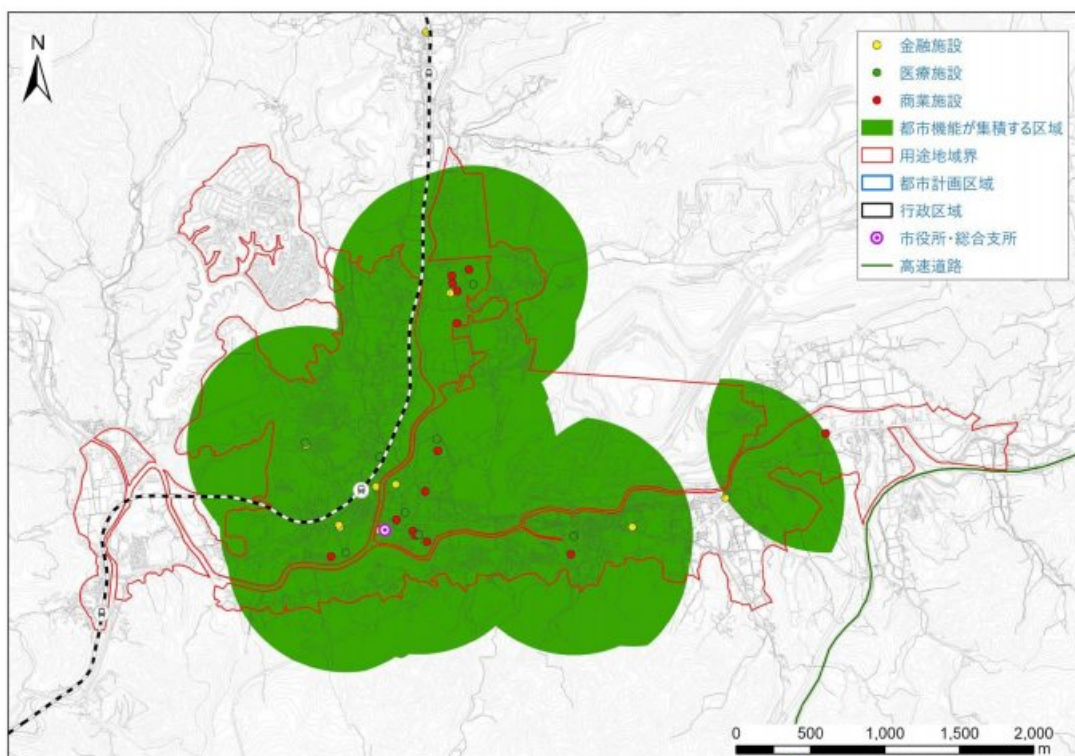 N
金融施設
医療施設
商業施設
都市機能が集積する区域
用途地域界
都市計画区域
行政区域
市役所・総合支所
高速道路
0 500 1,000 1,500 2,000
m